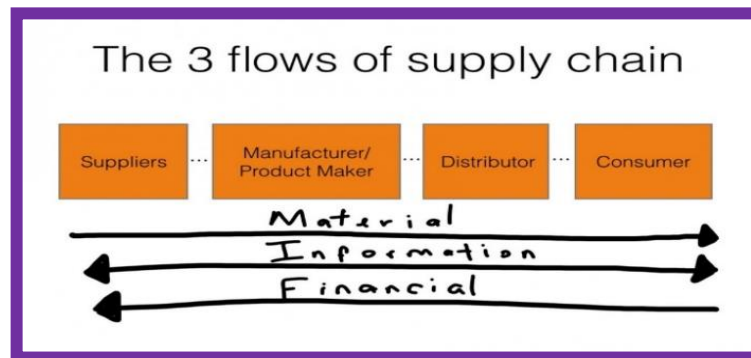 The 3 flows of supply chain
Suppliers ... Manufacturer/ ... Distributor ... Consumer
Product Maker
Material
Information
Financial